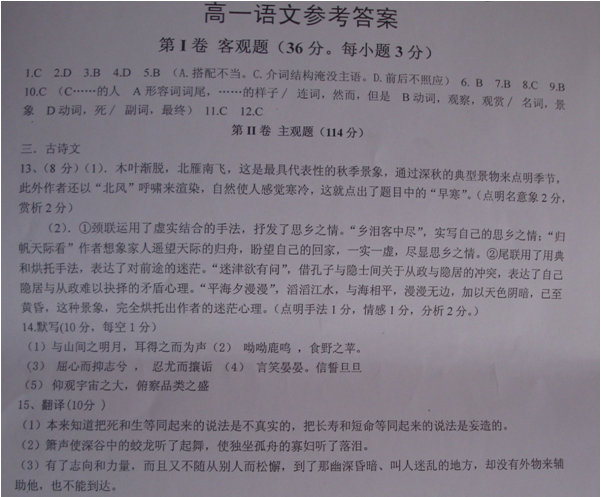 高一语文参考答案
第 I 卷 客观题（36 分。每小题 3 分）
1.C 2.D 3.B 4.D 5.B （A. 搭配不当。C. 介词结构淹没主语。D. 前后不照应） 6. B 7.B 8.C 9.B
10.C （C……的人 A 形容词词尾，……的样子 / 连词，然而，但是 B 动词，观察，观赏 / 名词，景
象 D 动词，死 / 副词，最终） 11.C 12.C
第 II 卷 主观题（114 分）
三．古诗文
13、（8 分）（1）．木叶渐脱，北雁南飞，这是最具代表性的秋季景象，通过深秋的典型景物来点明季节，
此外作者还以“北风”呼啸来渲染，自然使人感觉寒冷，这就点出了题目中的“早寒”。（点明名意象 2 分，
赏析 2 分）
（2）．①颈联运用了虚实结合的手法，抒发了思乡之情。“乡泪客中尽”，实写自己的思乡之情；“归
帆天际看”作者想象家人遥望天际的归舟，盼望自己的回家，一实一虚，尽显思乡之情。②尾联用了用典
和烘托手法，表达了对前途的迷茫。“迷津欲有问”，借孔子与隐士间关于从政与隐居的冲突，表达了自己
隐居与从政难以抉择的矛盾心理。“平海夕漫漫”，滔滔江水，与海相平，漫漫无边，加以天色阴暗，已至
黄昏，这种景象，完全烘托出作者的迷茫心理。（点明手法 1 分，情感 1 分，分析 2 分。）
14.默写(10 分，每空 1 分）
（1）与山间之明月，耳得之而为声（2） 呦呦鹿鸣 ，食野之苹。
（3） 屈心而抑志兮 ， 忍尤而攘诟 （4） 言笑晏晏。信誓旦旦
（5）仰观宇宙之大，俯察品类之盛
15、翻译(10分 )
（1）本来知道把死和生等同起来的说法是不真实的，把长寿和短命等同起来的说法是妄造的。
（2）箫声使深谷中的蛟龙听了起舞，使独坐孤舟的寡妇听了落泪。
（3）有了志向和力量，而且又不随从别人而松懈，到了那幽深昏暗、叫人迷乱的地方，却没有外物来辅
助他，也不能到达。